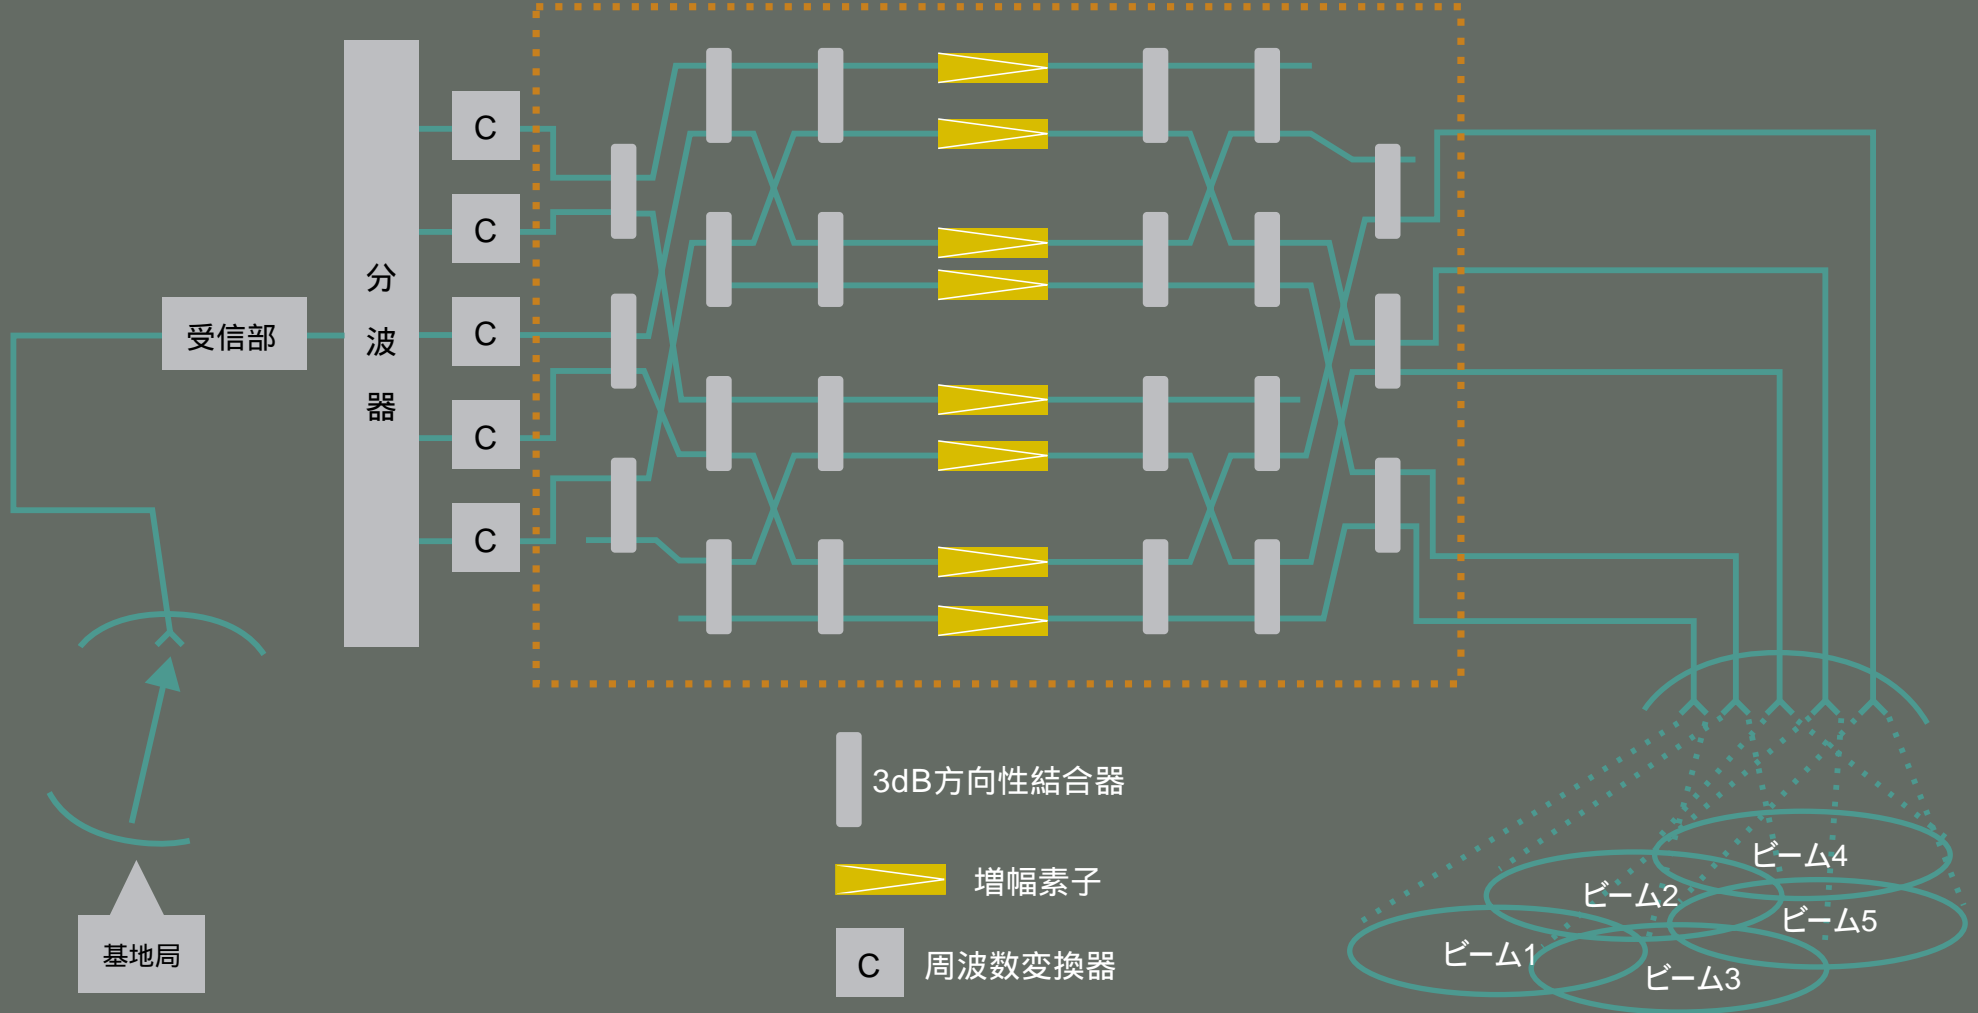 受信部
分
波
器
C
C
C
C
C
基地局
3dB方向性結合器
増幅素子
C
周波数変換器
ビーム4
ビーム2
ビーム5
ビーム1
ビーム3